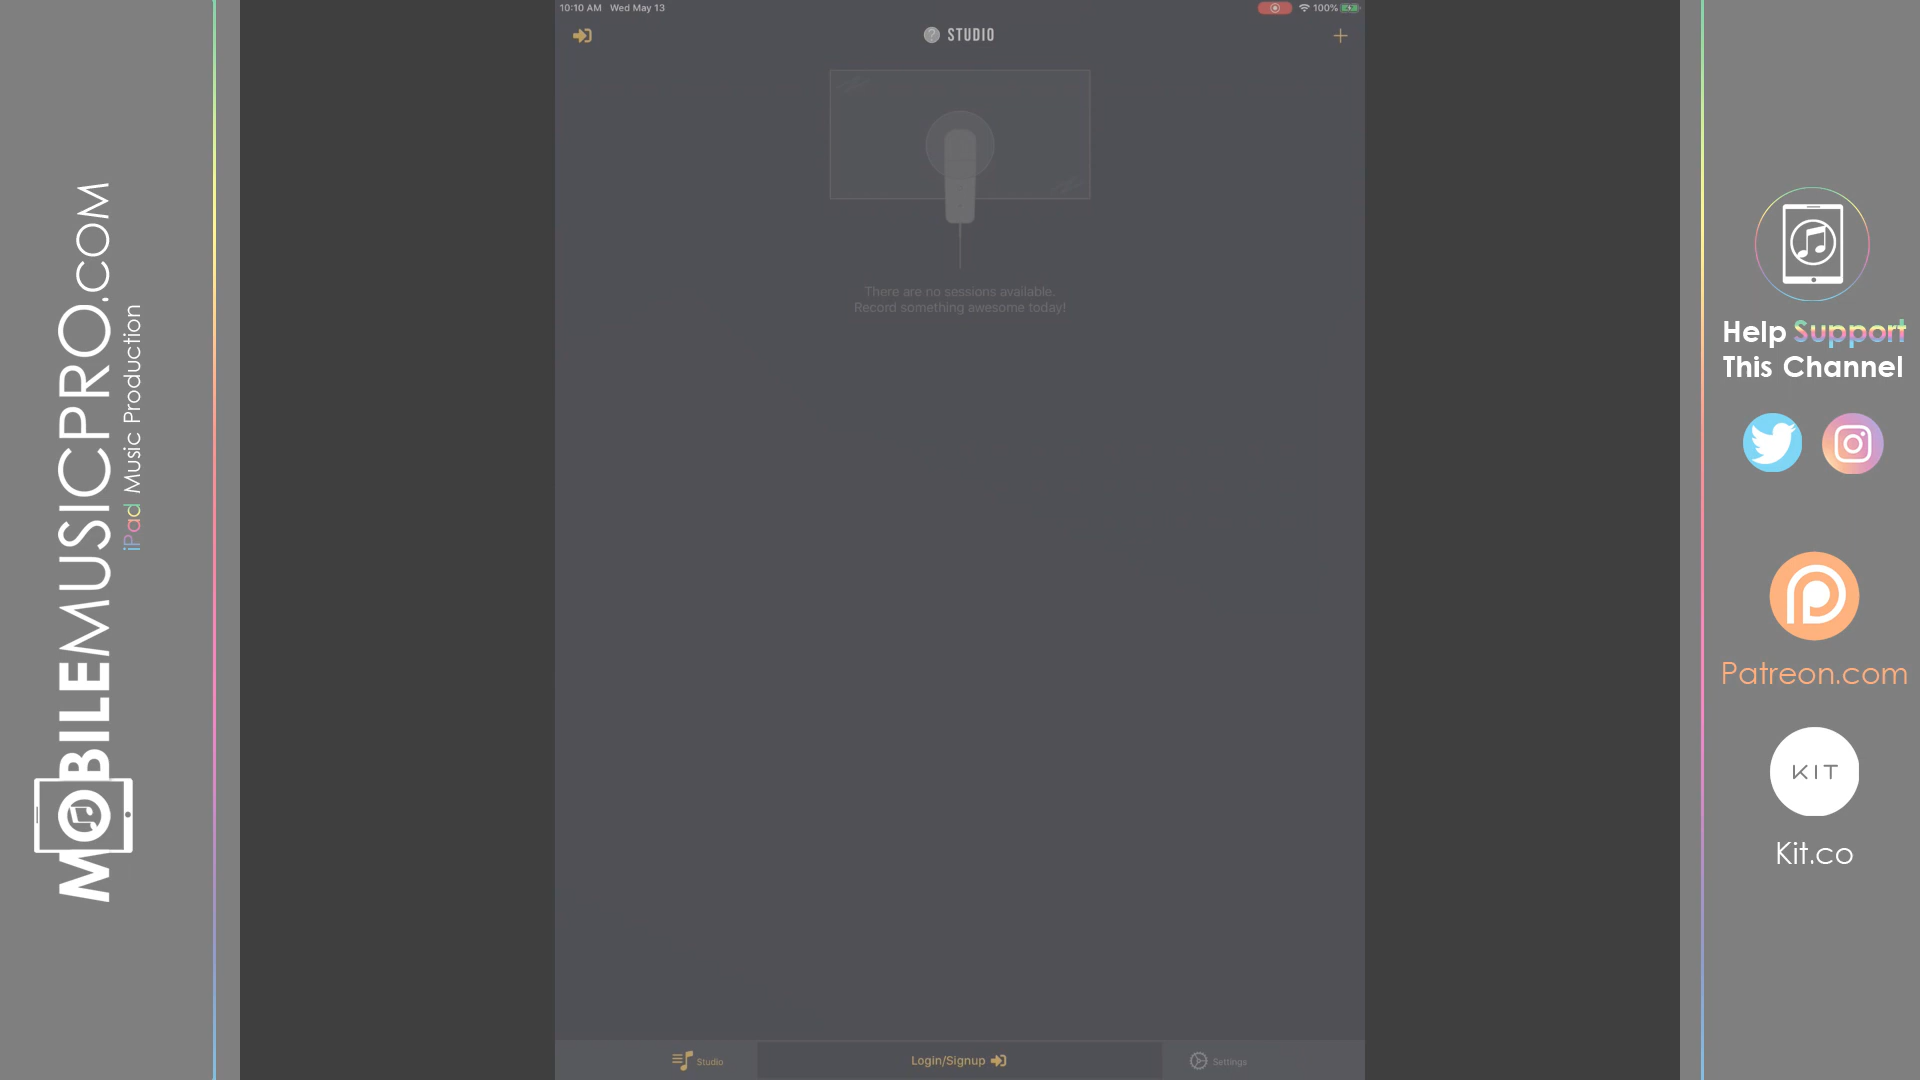 MOBILEMUSICPRO.COM
iPad Music Production
10:10 AM Wed May 13
100%
? STUDIO
There are no sessions available.
Record something awesome today!
Studio
Login/Signup
Settings
Help Support
This Channel
Patreon.com
KIT
Kit.co